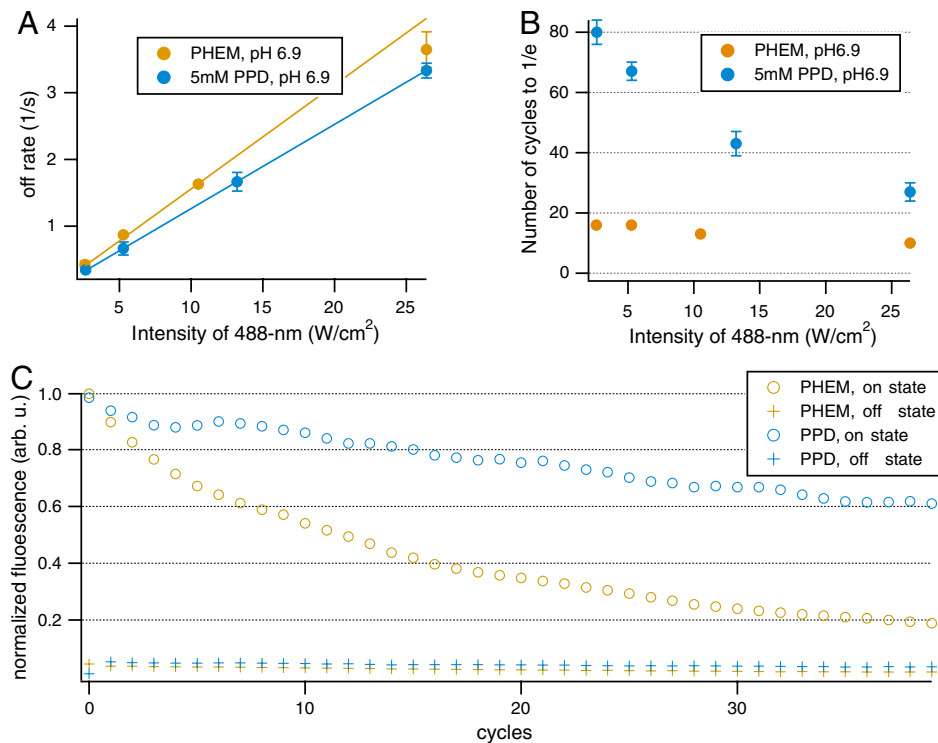 A
4
3
2
1
off rate (1/s)
PHEM, pH 6.9
5mM PPD, pH 6.9
5
10
15
20
25
Intensity of 488-nm (W/cm²)
B
80
60
40
20
0
Number of cycles to 1/e
PHEM, pH6.9
5mM PPD, pH6.9
5
10
15
20
25
Intensity of 488-nm (W/cm²)
C
1.0
0.8
0.6
0.4
0.2
normalized fluoescence (arb. u.)
PHEM, on state
PHEM, off state
PPD, on state
PPD, off state
0
10
20
30
cycles